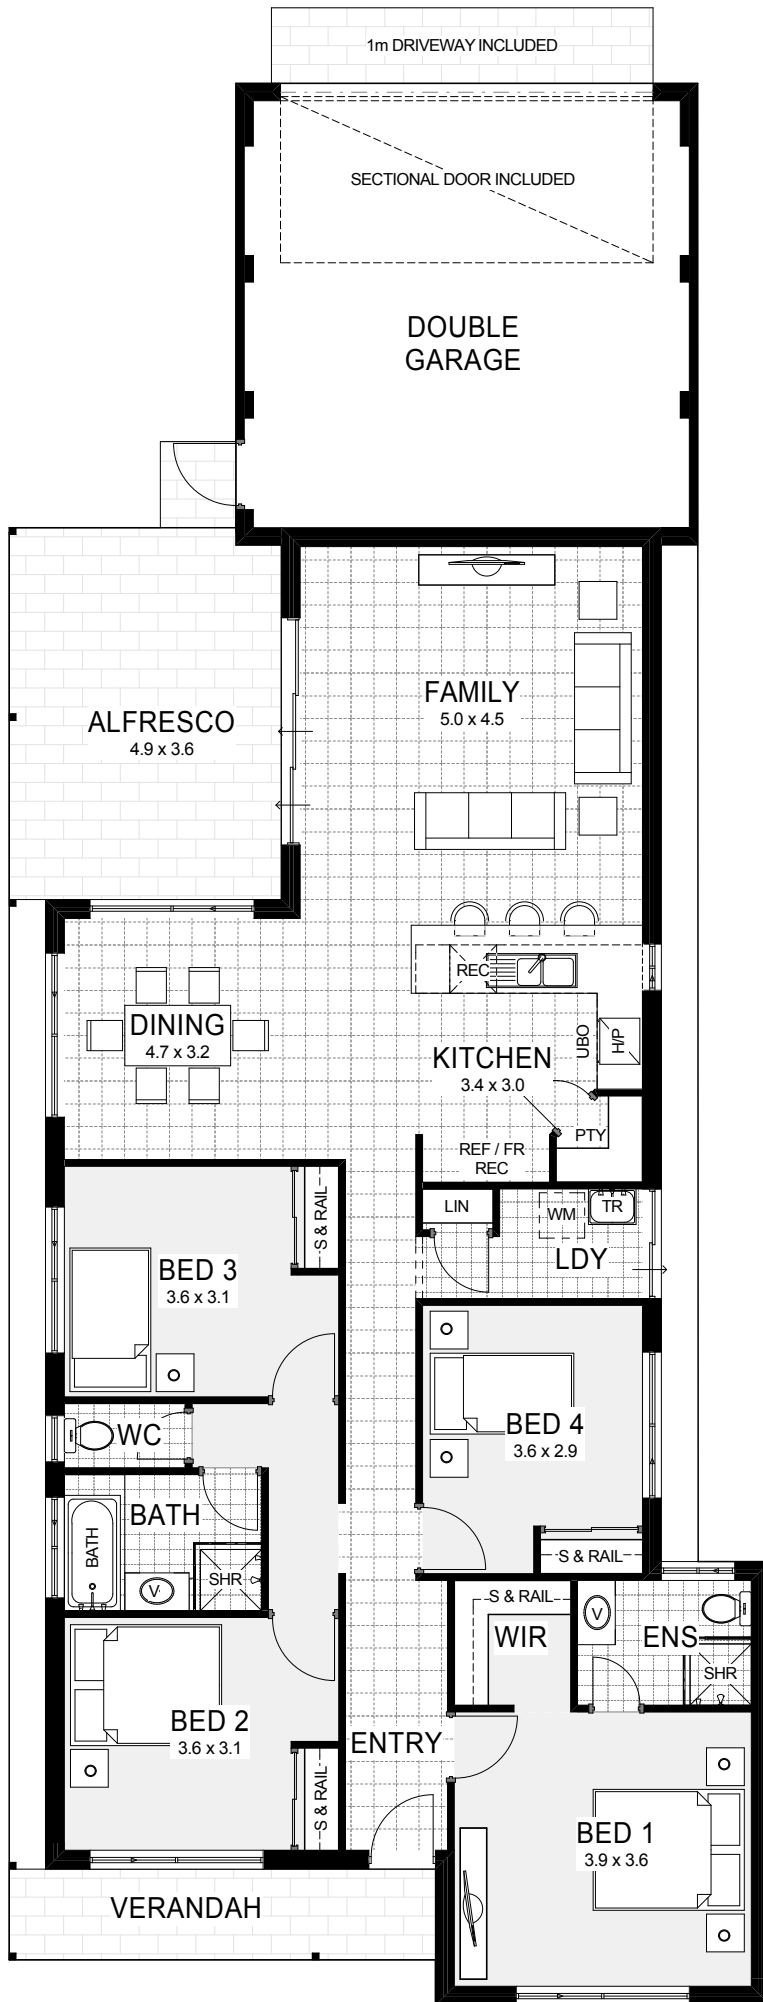 1m DRIVEWAY INCLUDED
SECTIONAL DOOR INCLUDED
DOUBLE
GARAGE
FAMILY
5.0 x 4.5
ALFRESCO
4.9 x 3.6
REC
DINING
4.7 x 3.2
KITCHEN
3.4 x 3.0
UBO
H/P
PTY
REF / FR
REC
LIN
WM
TR
LDY
S & RAIL
BED 3
3.6 x 3.1
BED 4
3.6 x 2.9
S & RAIL
WC
BATH
BATH
V
SHR
S & RAIL
WIR
V
ENS
SHR
BED 2
3.6 x 3.1
S & RAIL
ENTRY
BED 1
3.9 x 3.6
VERANDAH